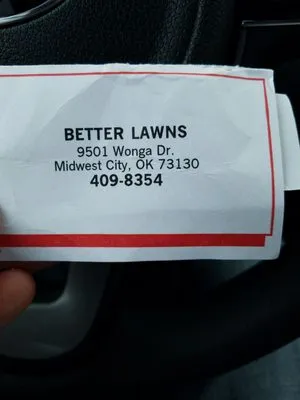 BETTER LAWNS
9501 Wonga Dr.
Midwest City, OK 73130
409-8354